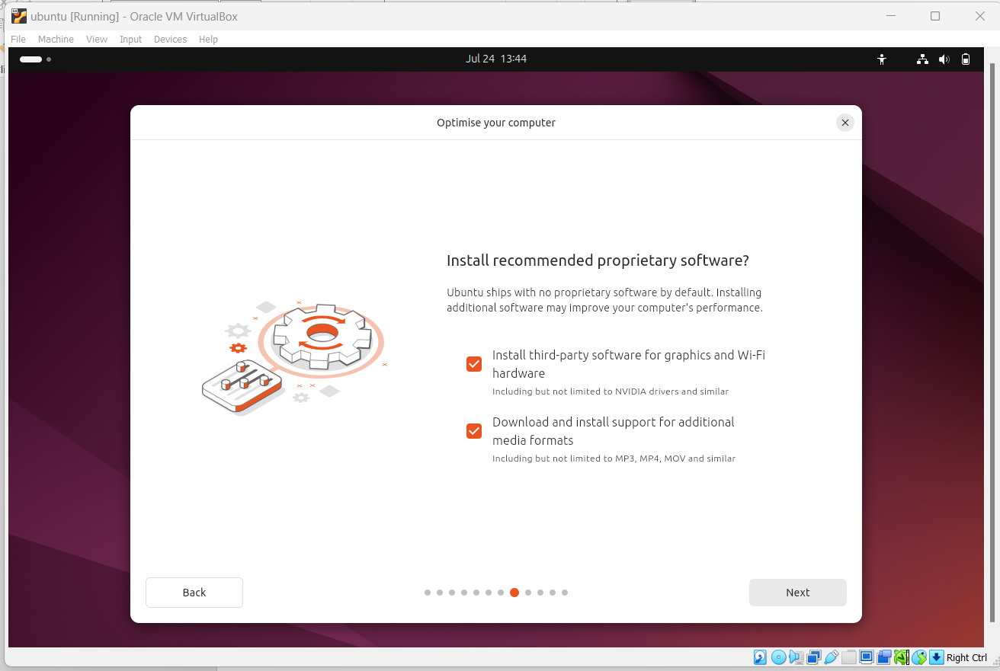 ubuntu [Running] - Oracle VM VirtualBox
File Machine View Input Devices Help
Jul 24 13:44
Optimise your computer
Install recommended proprietary software?
Ubuntu ships with no proprietary software by default. Installing
additional software may improve your computer's performance.
Install third-party software for graphics and Wi-Fi
hardware
Including but not limited to NVIDIA drivers and similar
Download and install support for additional
media formats
Including but not limited to MP3, MP4, MOV and similar
Back
Next
Right Ctrl